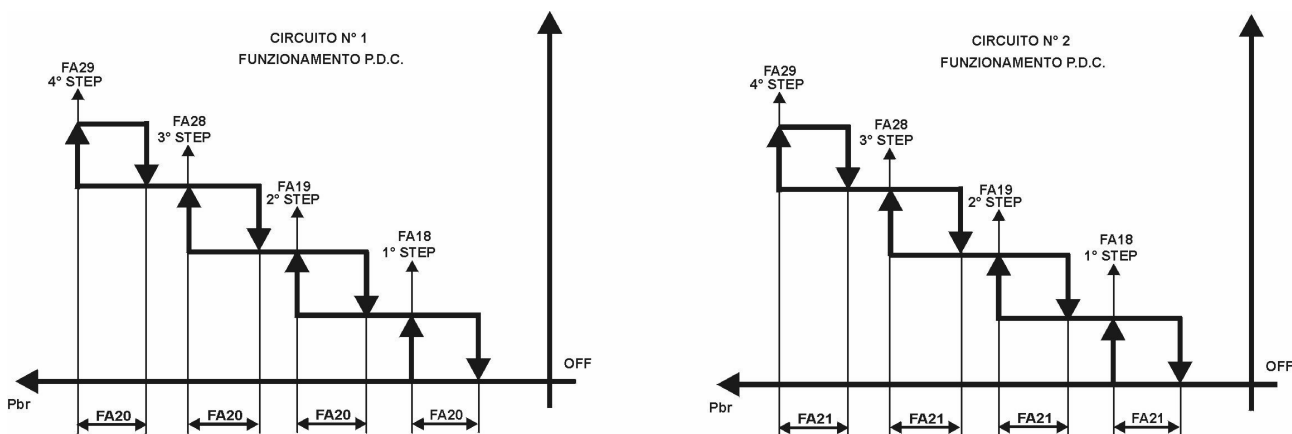 CIRCUITO N° 1
FUNZIONAMENTO P.D.C.
FA29
4° STEP
FA28
3° STEP
FA19
2° STEP
FA18
1° STEP
OFF
Pbr
FA20
FA20
FA20
FA20
CIRCUITO N° 2
FUNZIONAMENTO P.D.C.
FA29
4° STEP
FA28
3° STEP
FA19
2° STEP
FA18
1° STEP
OFF
Pbr
FA21
FA21
FA21
FA21